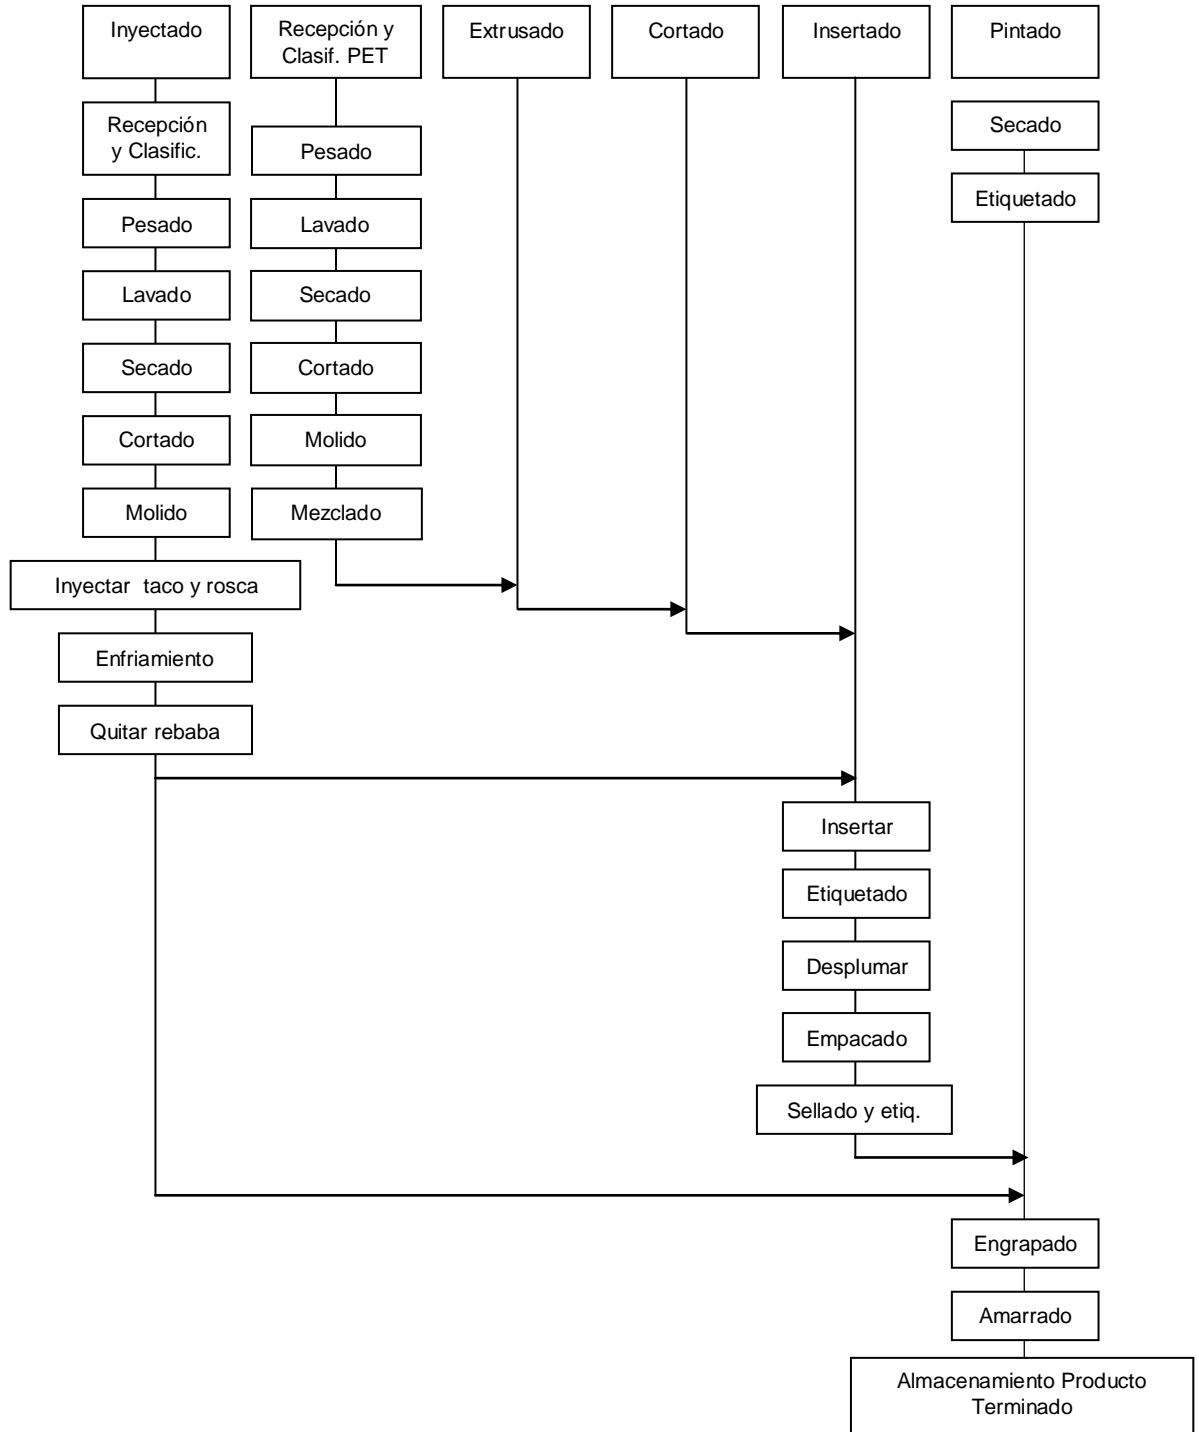 Inyectado
Recepción y
Clasif. PET
Extrusado
Cortado
Insertado
Pintado
Recepción
y Clasific.
Pesado
Lavado
Secado
Cortado
Molido
Inyectar taco y rosca
Enfriamiento
Quitar rebaba
Pesado
Lavado
Secado
Cortado
Molido
Mezclado
Insertar
Etiquetado
Desplumar
Empacado
Sellado y etiq.
Secado
Etiquetado
Engrapado
Amarrado
Almacenamiento Producto
Terminado